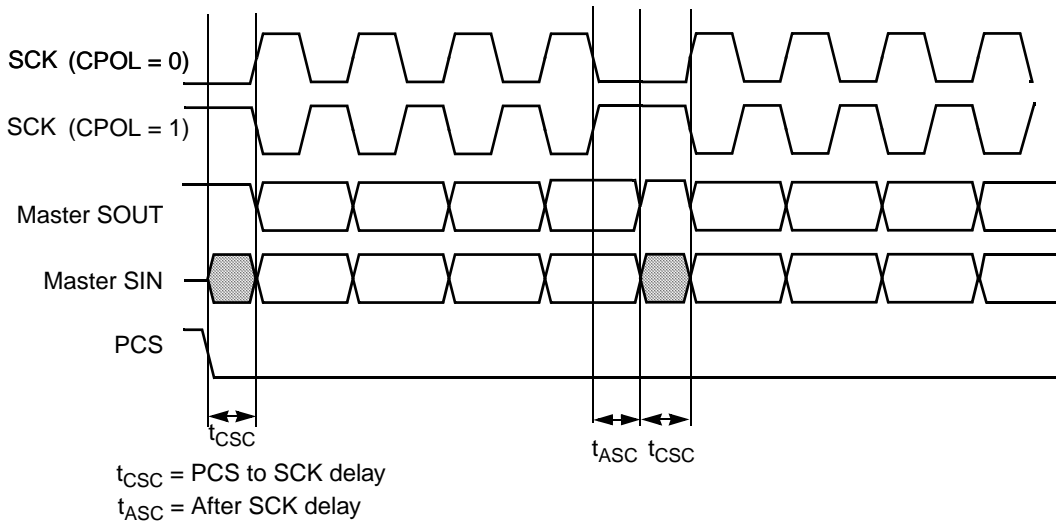 SCK (CPOL = 0)
SCK (CPOL = 1)
Master SOUT
Master SIN
PCS
tCSC
tASC
tCSC
tCSC = PCS to SCK delay
tASC = After SCK delay